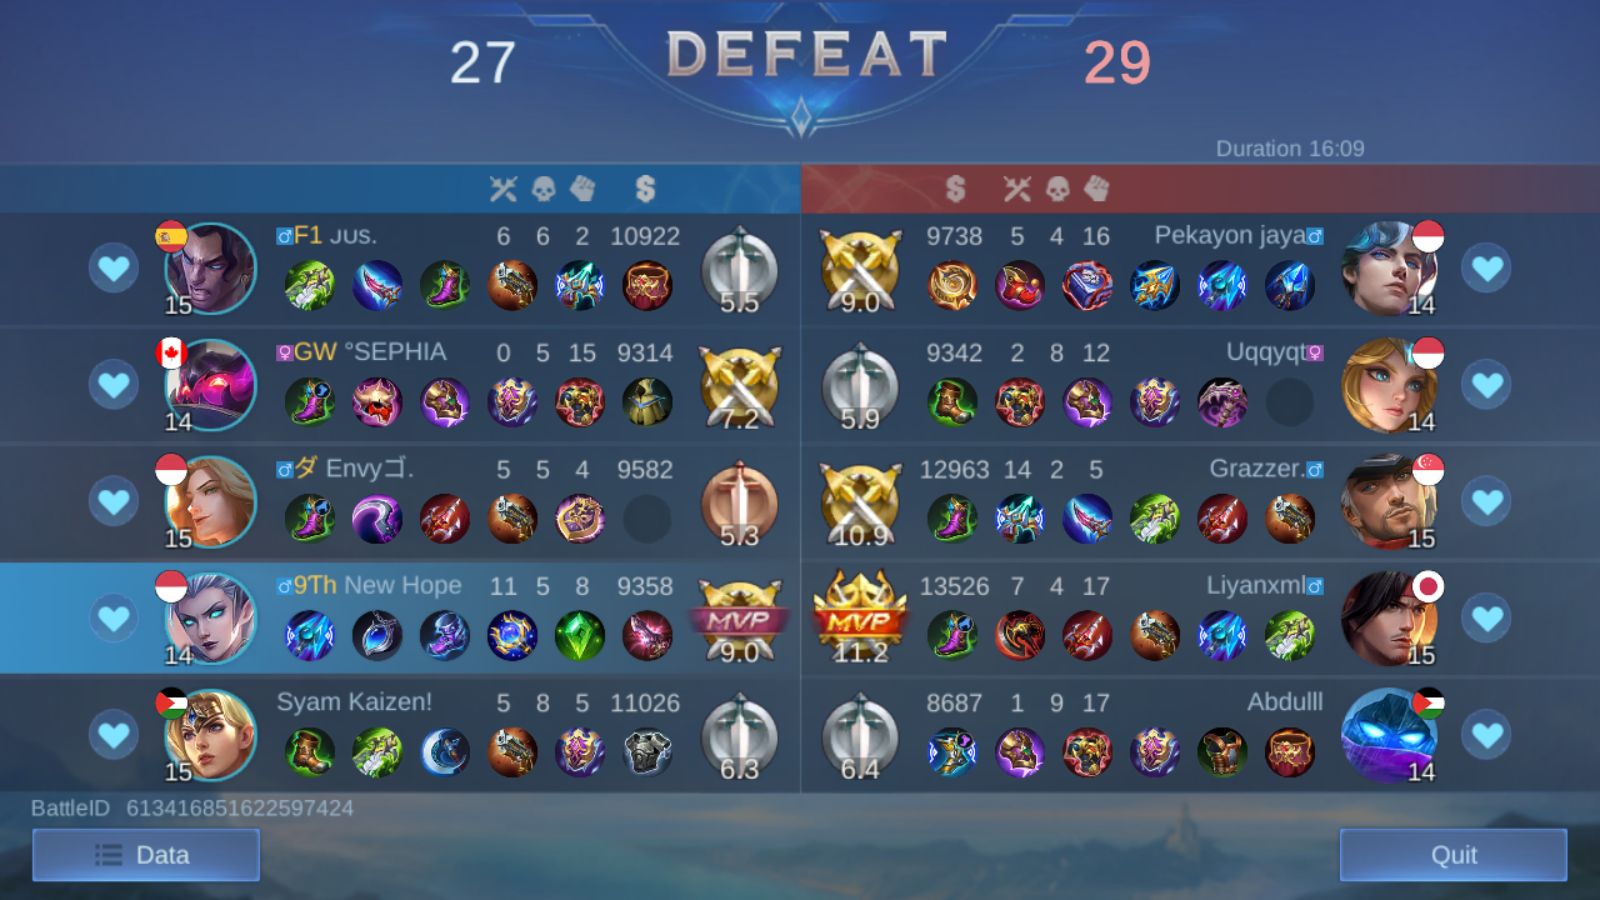 27 DEFEAT 29
Duration 16:09
F1 JUS. 6 6 2 10922
15 5.5
9.0 9738 5 4 16 Pekayon jaya
14
GW °SEPHIA 0 5 15 9314
14 7.2
5.9 9342 2 8 12 Uqqyqt
14
ダ Envyゴ. 5 5 4 9582
15 5.3
10.9 12963 14 2 5 Grazzer.
15
9Th New Hope 11 5 8 9358
14 MVP 9.0
MVP 11.2 13526 7 4 17 Liyanxml
15
Syam Kaizen! 5 8 5 11026
15 6.3
6.4 8687 1 9 17 Abdulll
14
BattleID 613416851622597424
Data
Quit